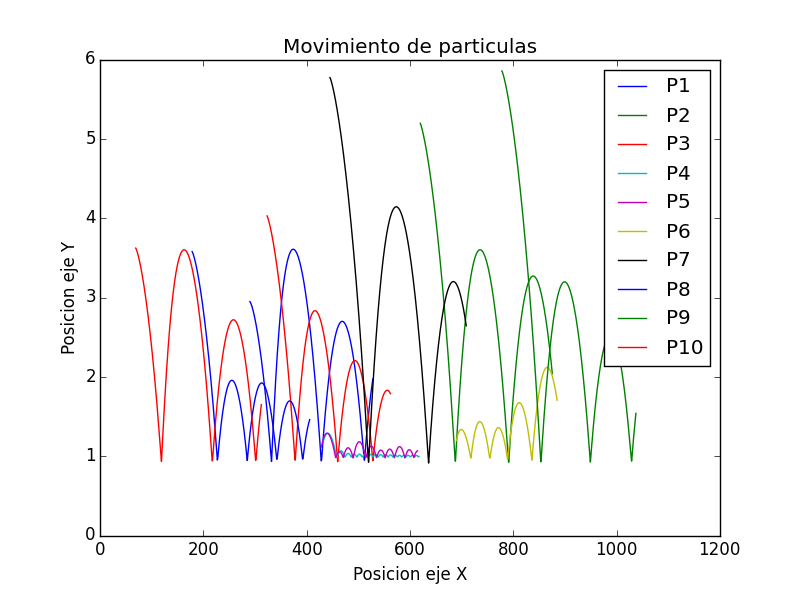 Movimiento de particulas
6
5
4
3
2
1
0
Posicion eje Y
0 200 400 600 800 1000 1200
Posicion eje X
P1
P2
P3
P4
P5
P6
P7
P8
P9
P10